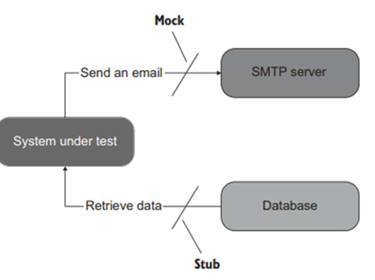 Mock
Send an email
SMTP server
System under test
Retrieve data
Database
Stub